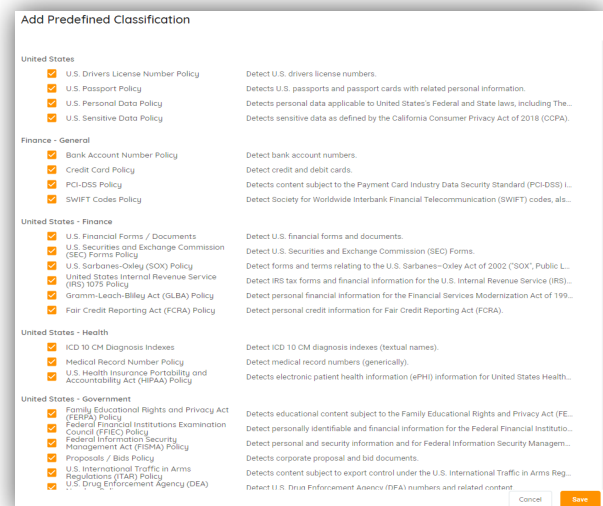 Add Predefined Classification
United States
U.S. Drivers License Number Policy Detect U.S. drivers license numbers.
U.S. Passport Policy Detects U.S. passports and passport cards with related personal information.
U.S. Personal Data Policy Detects personal data applicable to United States's Federal and State laws, including The...
U.S. Sensitive Data Policy Detects sensitive data as defined by the California Consumer Privacy Act of 2018 (CCPA).
Finance - General
Bank Account Number Policy Detect bank account numbers.
Credit Card Policy Detect credit and debit cards.
PCI-DSS Policy Detects content subject to the Payment Card Industry Data Security Standard (PCI-DSS) i...
SWIFT Codes Policy Detect Society for Worldwide Interbank Financial Telecommunication (SWIFT) codes, als...
United States - Finance
U.S. Financial Forms / Documents Detect U.S. financial forms and documents.
U.S. Securities and Exchange Commission
(SEC) Forms Policy Detect U.S. Securities and Exchange Commission (SEC) Forms.
U.S. Sarbanes-Oxley (SOX) Policy Detect forms and terms relating to the U.S. Sarbanes–Oxley Act of 2002 ("SOX", Public L...
United States Internal Revenue Service
(IRS) 1075 Policy Detect IRS tax forms and financial information for the U.S. Internal Revenue Service (IRS)...
Gramm-Leach-Bliley Act (GLBA) Policy Detect personal financial information for the Financial Services Modernization Act of 199...
Fair Credit Reporting Act (FCRA) Policy Detect personal credit information for Fair Credit Reporting Act (FCRA).
United States - Health
ICD 10 CM Diagnosis Indexes Detect ICD 10 CM diagnosis indexes (textual names).
Medical Record Number Policy Detect medical record numbers (generically).
U.S. Health Insurance Portability and
Accountability Act (HIPAA) Policy Detects electronic patient health information (ePHI) information for United States Health...
United States - Government
Family Educational Rights and Privacy Act
(FERPA) Policy Detects educational content subject to the Family Educational Rights and Privacy Act (FE...
Federal Financial Institutions Examination
Council (FFIEC) Policy Detect personally identifiable and financial information for the Federal Financial Institutio...
Federal Information Security
Management Act (FISMA) Policy Detect personal and security information and for Federal Information Security Managem...
Proposals / Bids Policy Detects corporate proposal and bid documents.
U.S. International Traffic in Arms
Regulations (ITAR) Policy Detects content subject to export control under the U.S. International Traffic in Arms Reg...
U.S. Drug Enforcement Agency (DEA) Detect U.S. Drug Enforcement Agency (DEA) numbers and related content
Cancel Save